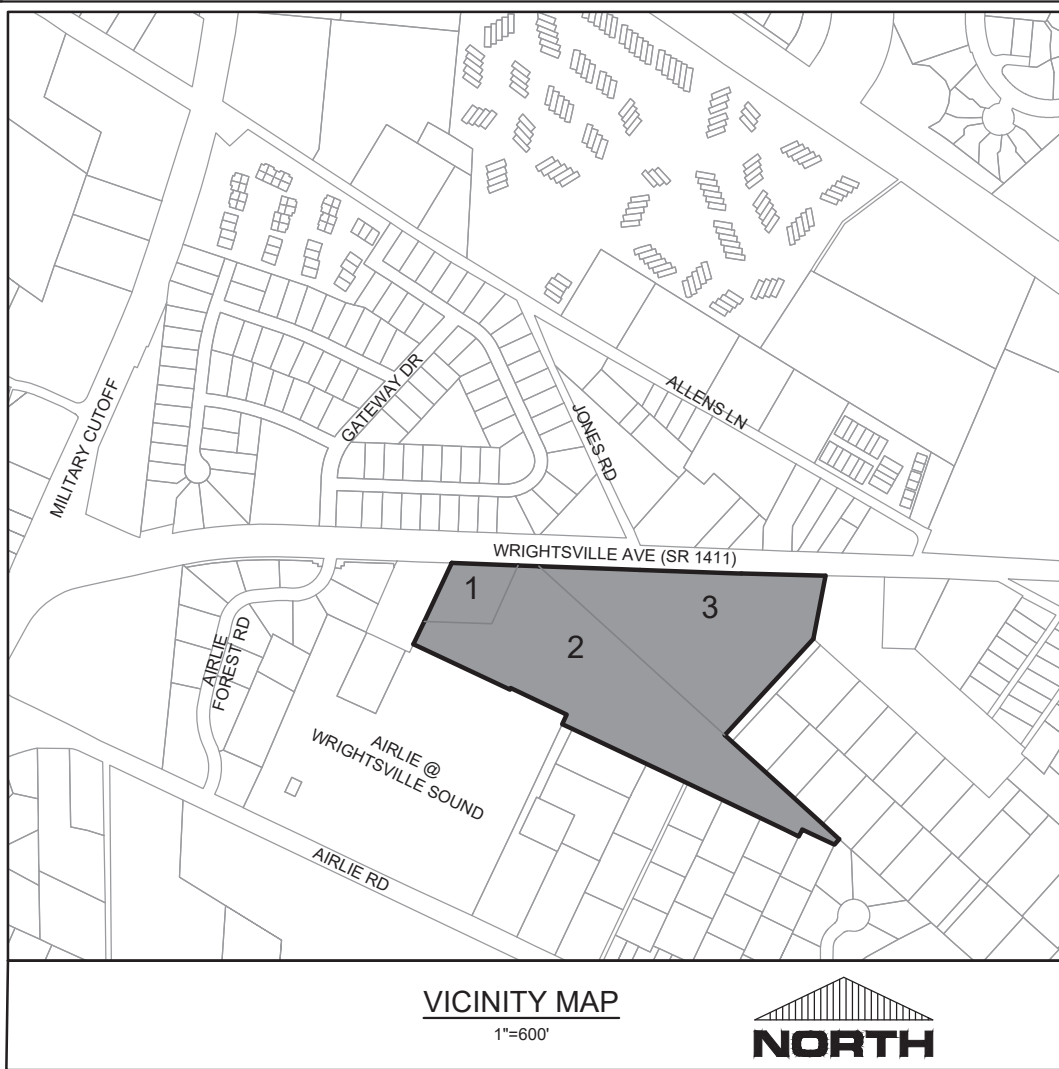 MILITARY CUTOFF
GATEWAY DR
JONES RD
ALLENS LN
WRIGHTSVILLE AVE (SR 1411)
1
2
3
AIRLIE
FOREST RD
AIRLIE @
WRIGHTSVILLE SOUND
AIRLIE RD
VICINITY MAP
1"=600'
NORTH